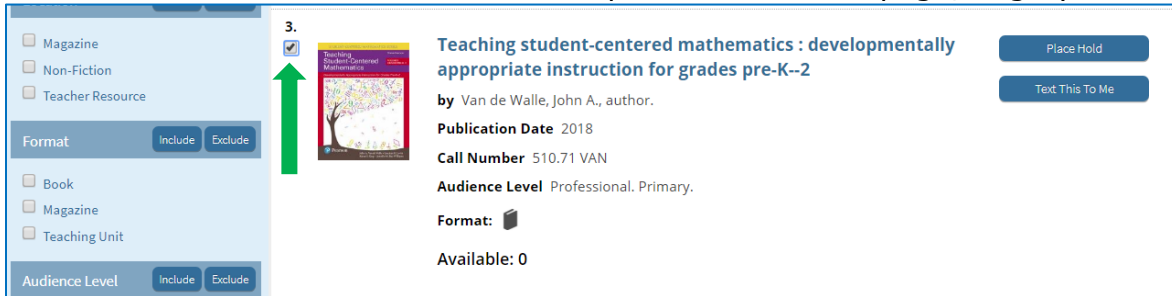 Magazine
Non-Fiction
Teacher Resource
Format Include Exclude
Book
Magazine
Teaching Unit
Audience Level Include Exclude
3.
Teaching
Student-Centered
Mathematics
Teaching student-centered mathematics : developmentally
appropriate instruction for grades pre-K--2
by Van de Walle, John A., author.
Publication Date 2018
Call Number 510.71 VAN
Audience Level Professional. Primary.
Format:
Available: 0
Place Hold
Text This To Me